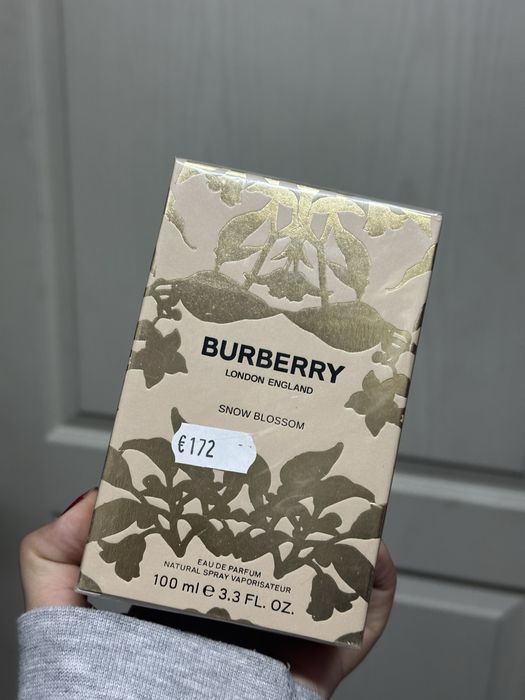 BURBERRY
LONDON ENGLAND
SNOW BLOSSOM
€172
EAU DE PARFUM
NATURAL SPRAY VAPORISATEUR
100 ml ℮ 3.3 FL. OZ.